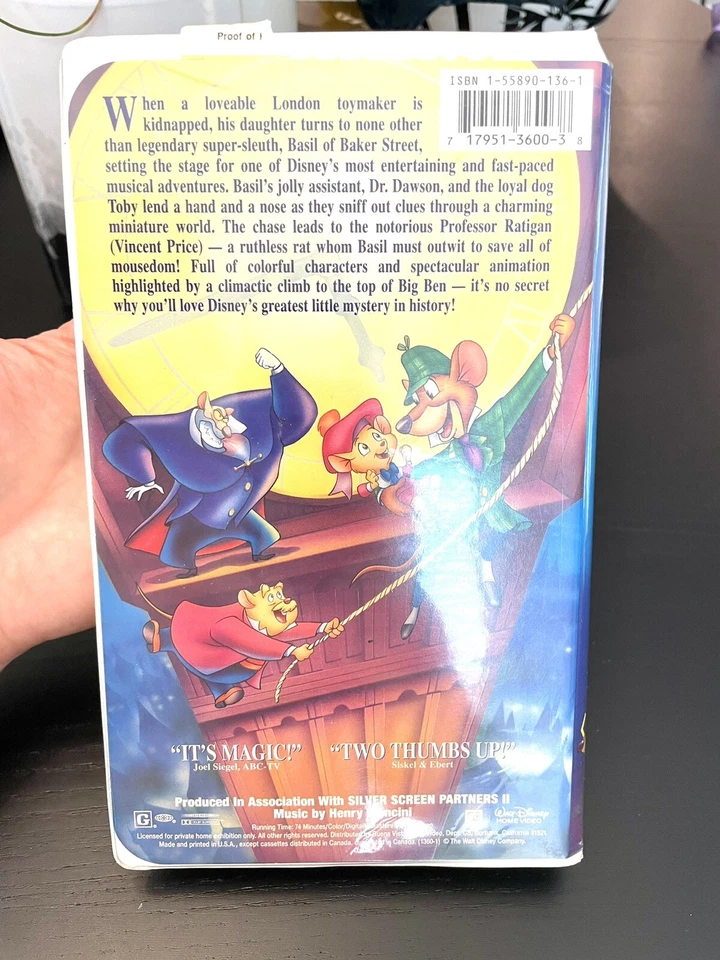 Proof of
ISBN 1-55890-136-1
7 17951-3600-3 8
When a loveable London toymaker is
kidnapped, his daughter turns to none other
than legendary super-sleuth, Basil of Baker Street,
setting the stage for one of Disney's most entertaining and fast-paced
musical adventures. Basil's jolly assistant, Dr. Dawson, and the loyal dog
Toby lend a hand and a nose as they sniff out clues through a charming
miniature world. The chase leads to the notorious Professor Ratigan
(Vincent Price) — a ruthless rat whom Basil must outwit to save all of
mousedom! Full of colorful characters and spectacular animation
highlighted by a climactic climb to the top of Big Ben — it's no secret
why you'll love Disney's greatest little mystery in history!
"IT'S MAGIC!" "TWO THUMBS UP!"
Joel Siegel, ABC-TV Siskel & Ebert
Produced In Association With SILVER SCREEN PARTNERS II
Music by Henry
G
Walt Disney
HOME VIDEO
Running Time: 74 Minutes/Color/
Licensed for private home exhibition only. All other rights reserved. California 91521.
Made and printed in U.S.A., except cassettes distributed in Canada, Canada. (1360-1) © The Walt Disney Company.